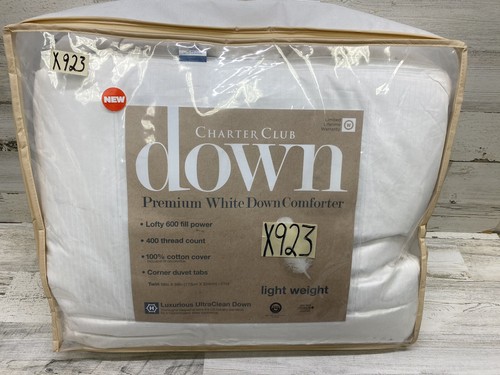 X923
NEW
CHARTER CLUB
down
Premium White Down Comforter
• Lofty 600 fill power
• 400 thread count
• 100% cotton cover
• Corner duvet tabs
X923
light weight
Luxurious UltraClean Down